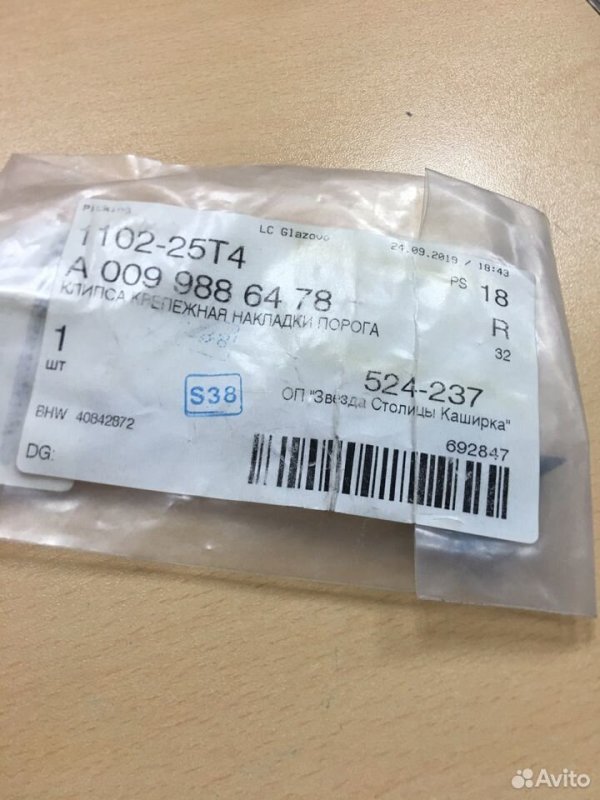 Picking
LC Glazovo
24.09.2019 / 18:43
1102-25T4
PS 18
A 009 988 64 78
R
КЛИПСА КРЕПЕЖНАЯ НАКЛАДКИ ПОРОГА
32
1
шт
524-237
S38
ОП "Звезда Столицы Каширка"
BHW 40842872
692847
DG:
Avito